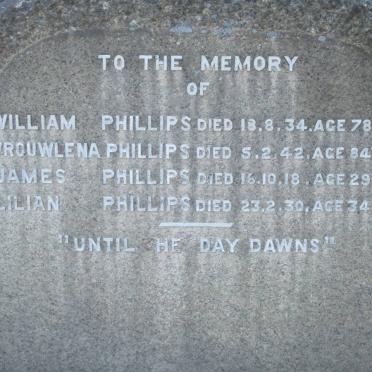 TO THE MEMORY
OF
WILLIAM PHILLIPS DIED 18.8.34. AGE 78
VROUWLENA PHILLIPS DIED 5.2.42, AGE 84
JAMES PHILLIPS DIED 16.10.18, AGE 29
LILIAN PHILLIPS DIED 23.2.30, AGE 34
"UNTIL HE DAY DAWNS"